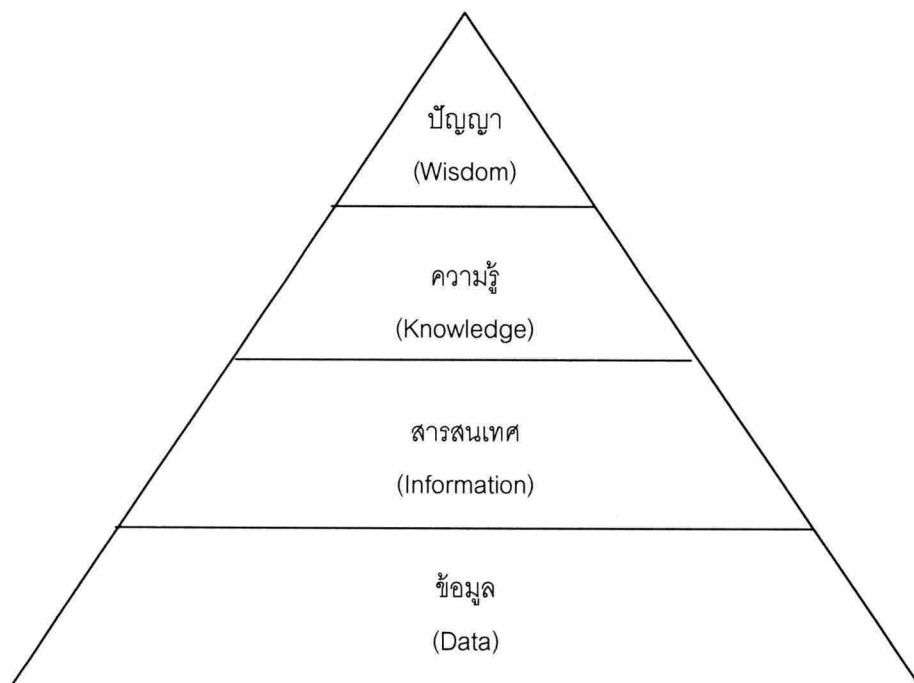 ปัญญา
(Wisdom)
ความรู้
(Knowledge)
สารสนเทศ
(Information)
ข้อมูล
(Data)